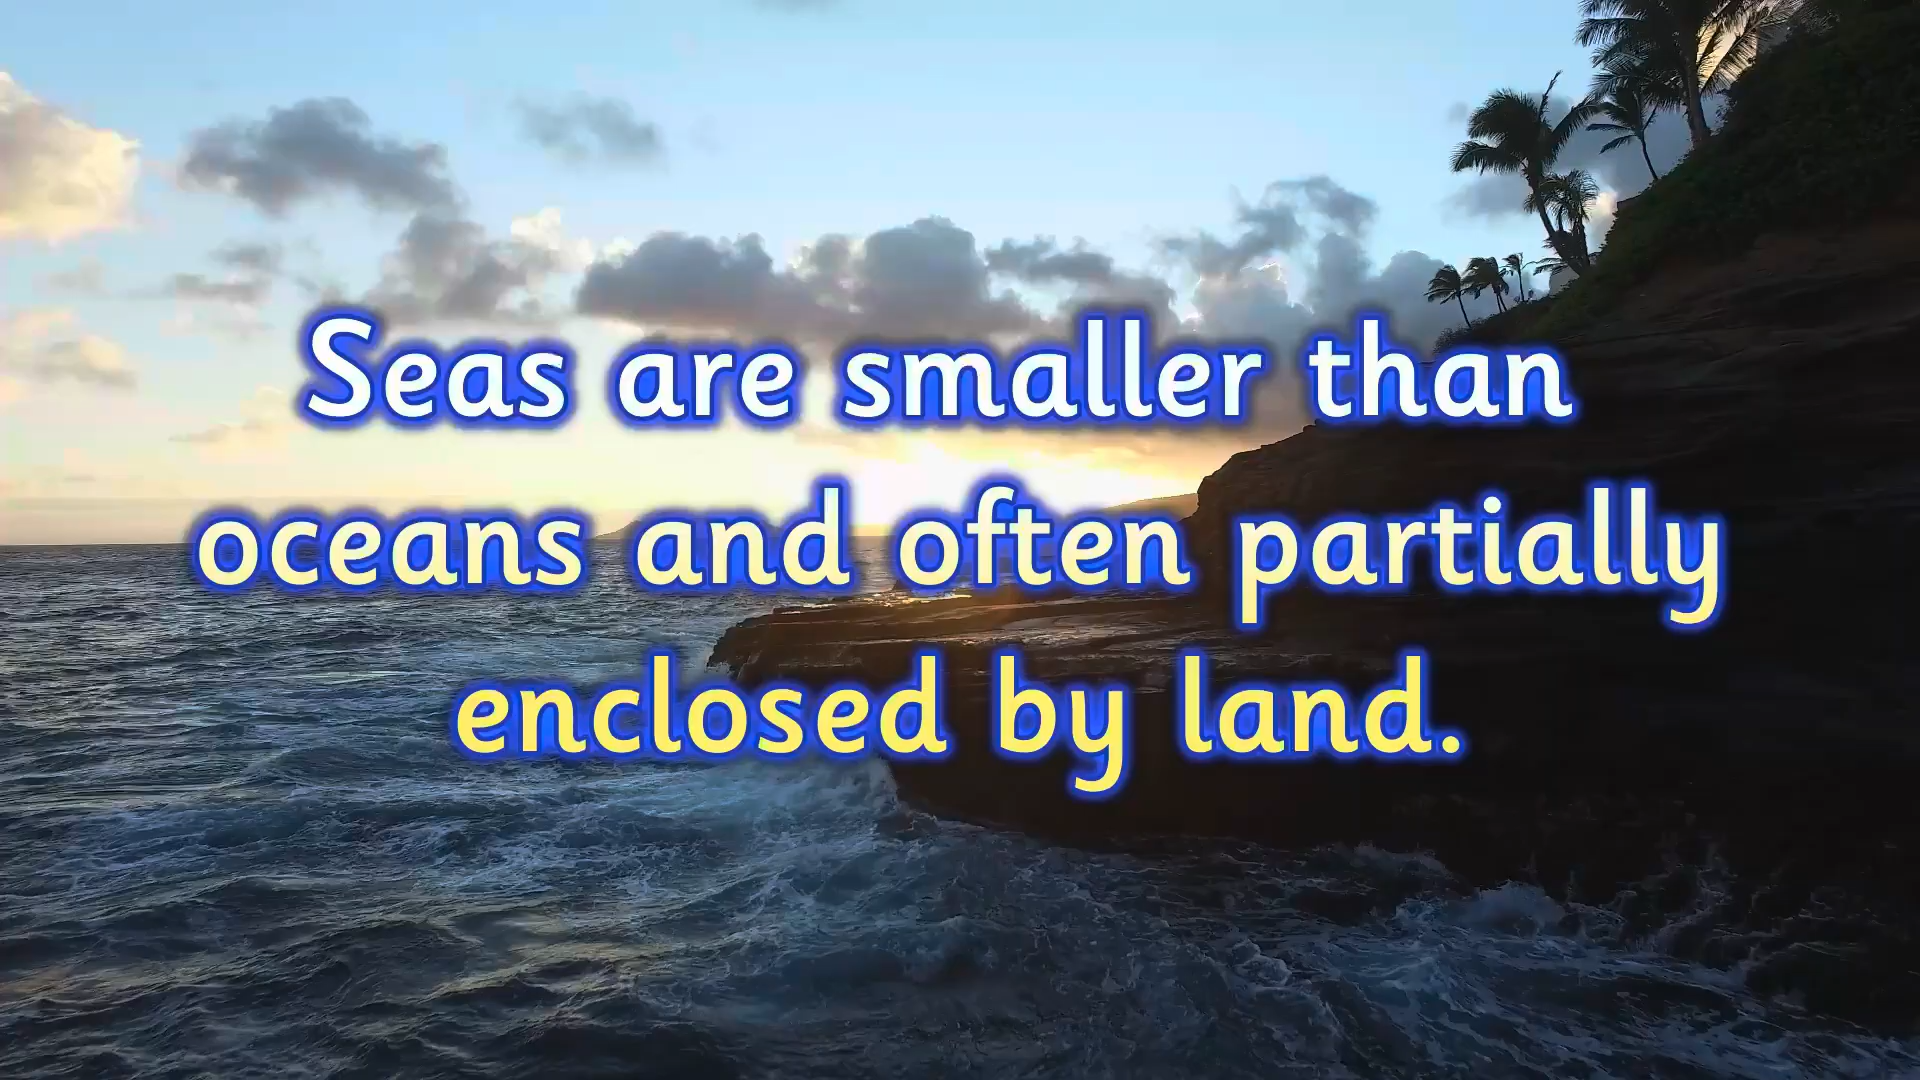 Seas are smaller than
oceans and often partially
enclosed by land.